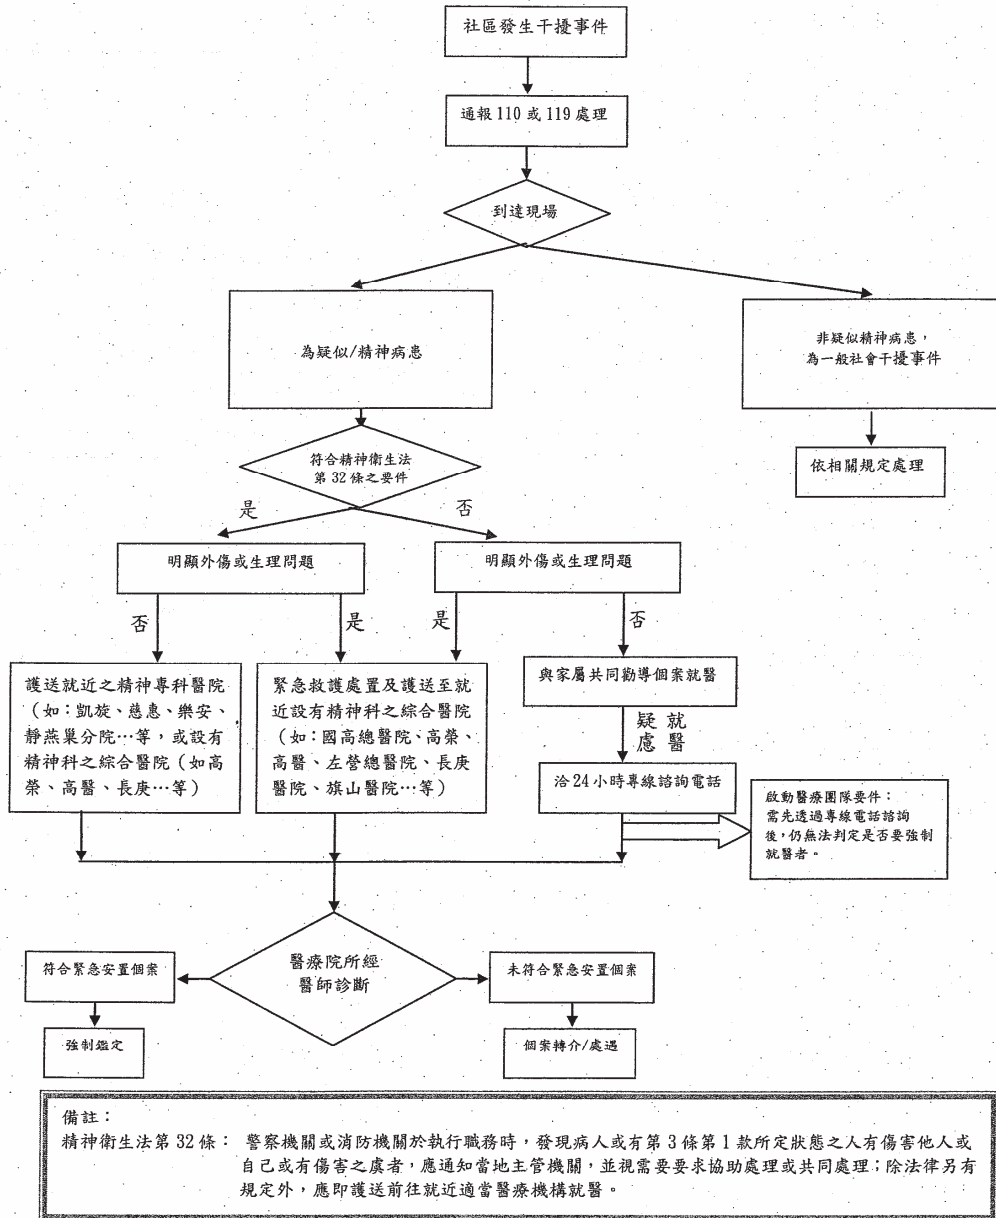 社區發生干擾事件
通報110或119處理
到達現場
為疑似/精神病患
非疑似精神病患，
為一般社會干擾事件
符合精神衛生法
第32條之要件
依相關規定處理
是
否
明顯外傷或生理問題
明顯外傷或生理問題
否
是
是
否
護送就近之精神專科醫院
（如：凱旋、慈惠、樂安、
靜燕巢分院…等，或設有
精神科之綜合醫院（如高
榮、高醫、長庚…等）
緊急救護處置及護送至就
近設有精神科之綜合醫院
（如：國高總醫院、高榮、
高醫、左營總醫院、長庚
醫院、旗山醫院…等）
與家屬共同勸導個案就醫
疑 就
慮 醫
洽24小時專線諮詢電話
啟動醫療團隊要件：
需先透過專線電話諮詢
後，仍無法判定是否要強制
就醫者。
醫療院所經
醫師診斷
符合緊急安置個案
未符合緊急安置個案
強制鑑定
個案轉介/處遇
備註：
精神衛生法第32條： 警察機關或消防機關於執行職務時，發現病人或有第3條第1款所定狀態之人有傷害他人或
自己或有傷害之虞者，應通知當地主管機關，並視需要要求協助處理或共同處理；除法律另有
規定外，應即護送前往就近適當醫療機構就醫。